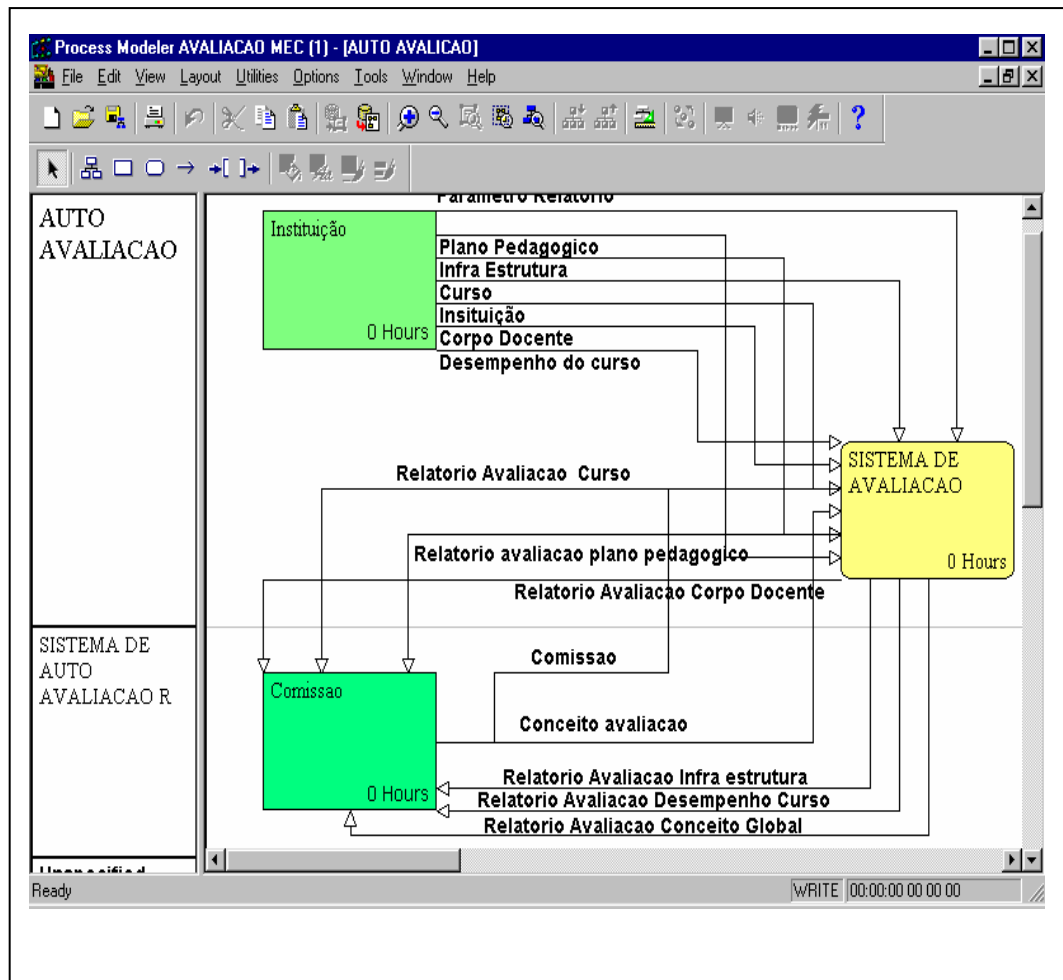 Process Modeler AVALIACAO MEC (1) - [AUTO AVALICAO]
File Edit View Layout Utilities Options Tools Window Help
AUTO
AVALIACAO
Parametro Relatorio
Instituição
0 Hours
Plano Pedagogico
Infra Estrutura
Curso
Insituição
Corpo Docente
Desempenho do curso
SISTEMA DE
AVALIACAO
0 Hours
Relatorio Avaliacao Curso
Relatorio avaliacao plano pedagogico
Relatorio Avaliacao Corpo Docente
SISTEMA DE
AUTO
AVALIACAO R
Comissao
0 Hours
Comissao
Conceito avaliacao
Relatorio Avaliacao Infra estrutura
Relatorio Avaliacao Desempenho Curso
Relatorio Avaliacao Conceito Global
Unspecified
Ready
WRITE 00:00:00 00 00 00